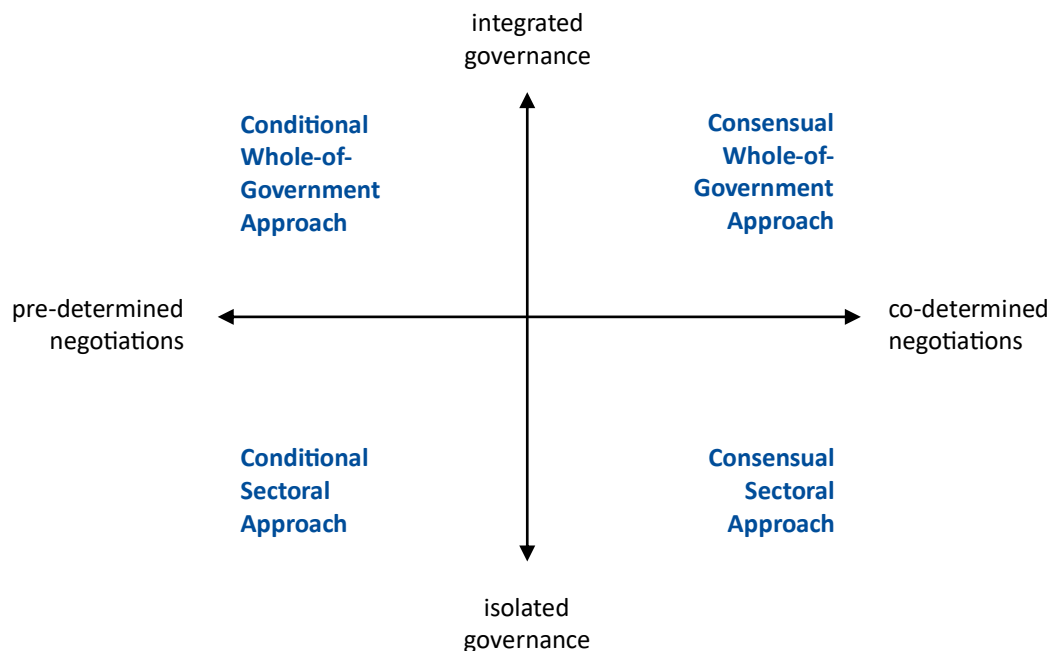 integrated
governance
Conditional
Whole-of-
Government
Approach
Consensual
Whole-of-
Government
Approach
pre-determined
negotiations
co-determined
negotiations
Conditional
Sectoral
Approach
Consensual
Sectoral
Approach
isolated
governance